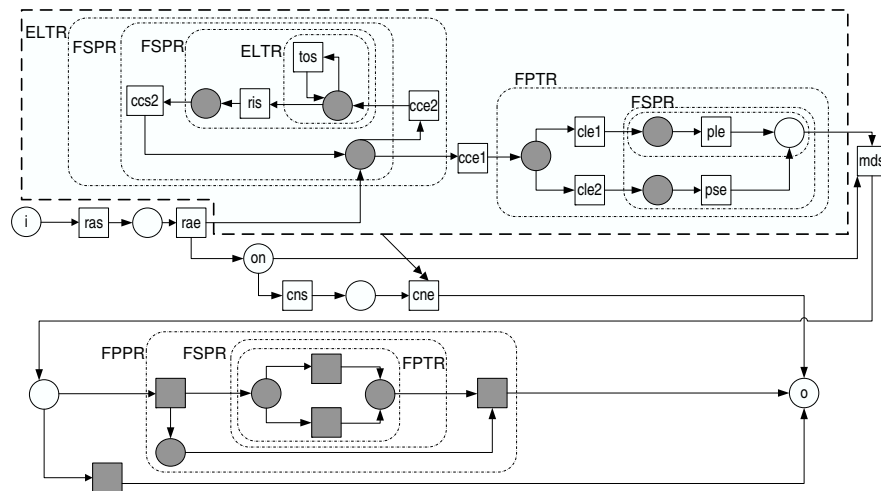 ELTR
FSPR
FSPR
ELTR
tos
FPTR
FSPR
ccs2
ris
cce2
cle1
ple
cce1
mds
cle2
pse
i
ras
rae
on
cns
cne
FPPR
FSPR
FPTR
o